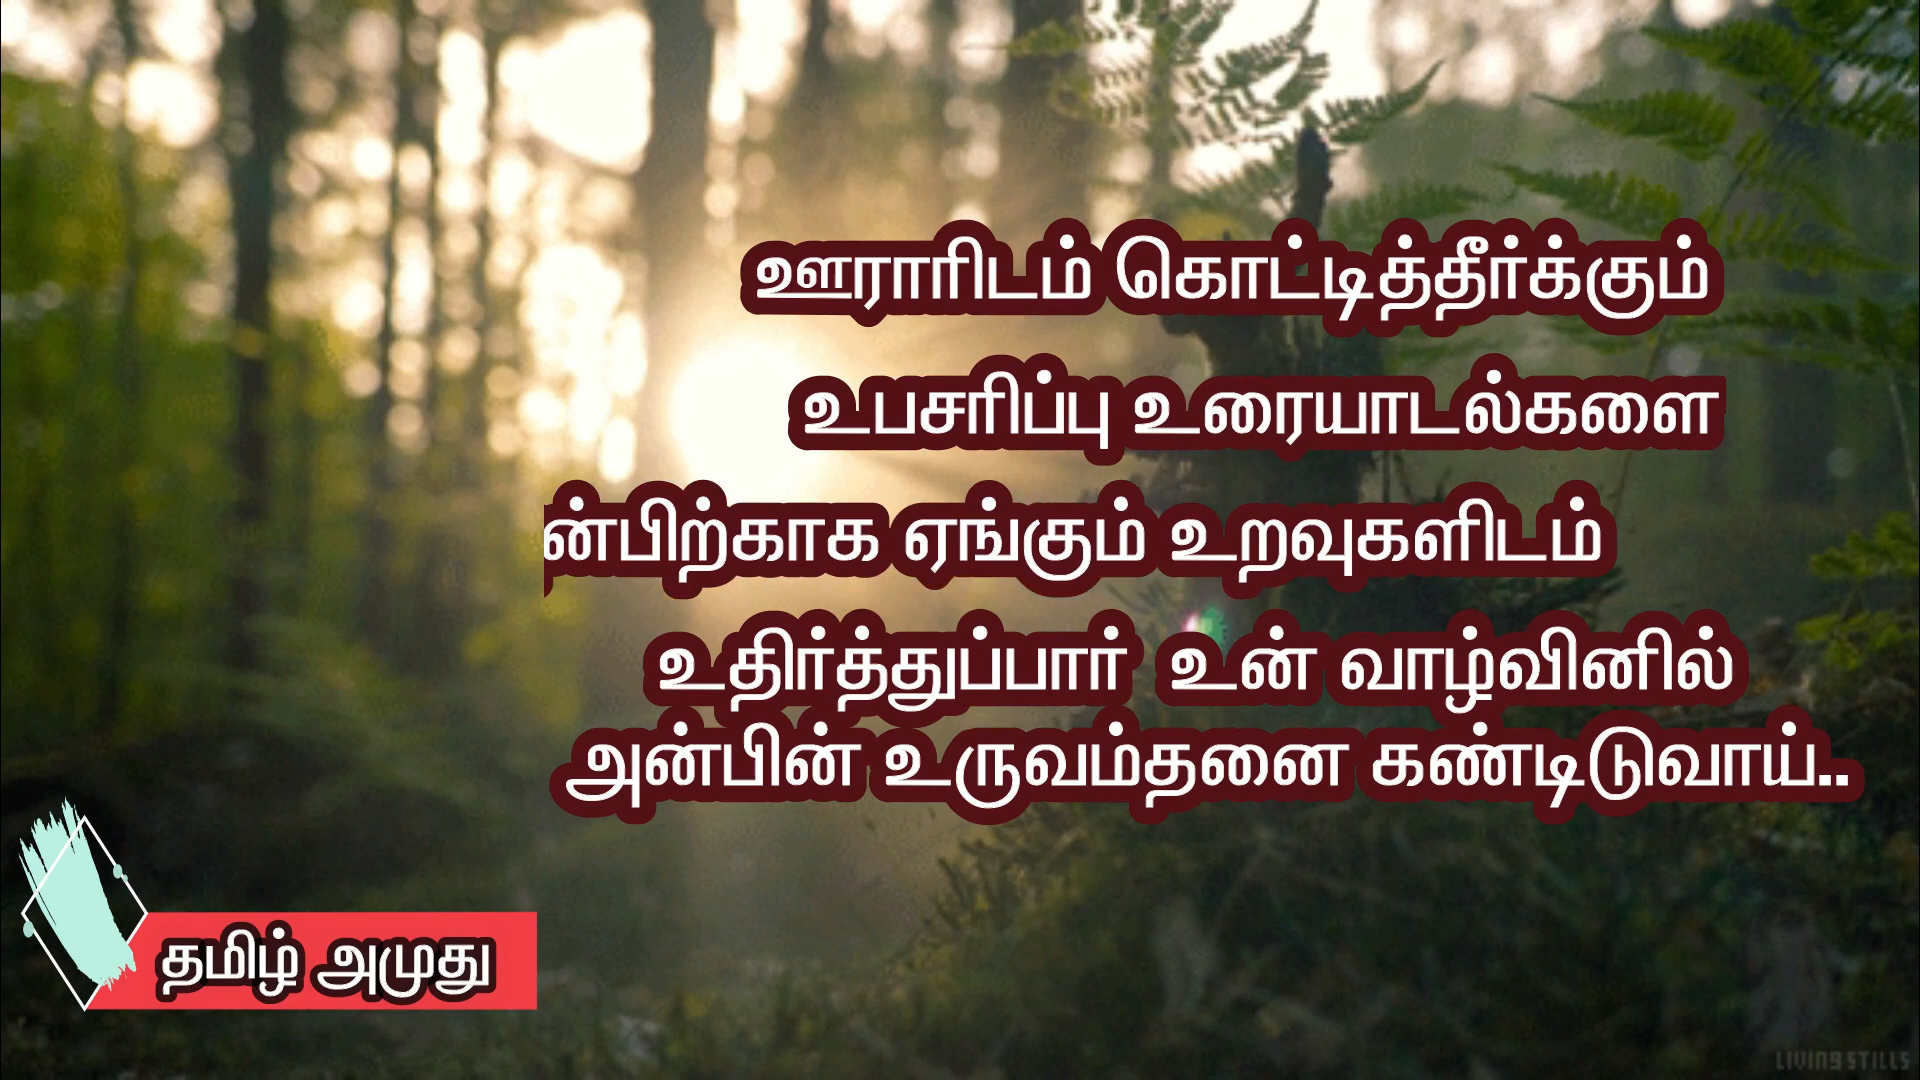 ஊராரிடம் கொட்டித்தீர்க்கும்
உபசரிப்பு உரையாடல்களை
ஏங்கும் உறவுகளிடம்
உதிர்த்துப்பார் உன் வாழ்வினில்
அன்பின் உருவம்தனை கண்டிடுவாய்..
தமிழ் அமுது
LIVING STILLS